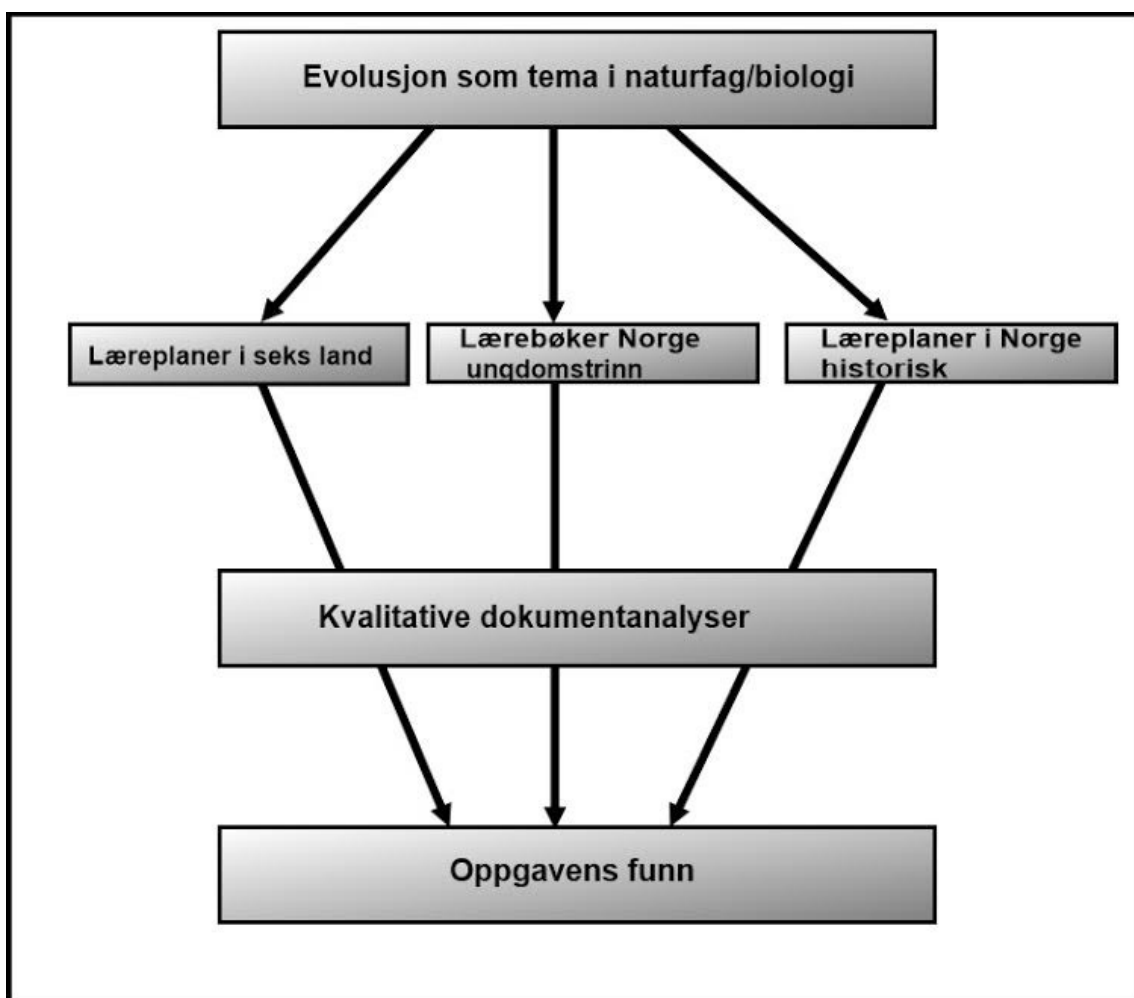 Evolusjon som tema i naturfag/biologi
Læreplaner i seks land
Lærebøker Norge
ungdomstrinn
Læreplaner i Norge
historisk
Kvalitative dokumentanalyser
Oppgavens funn